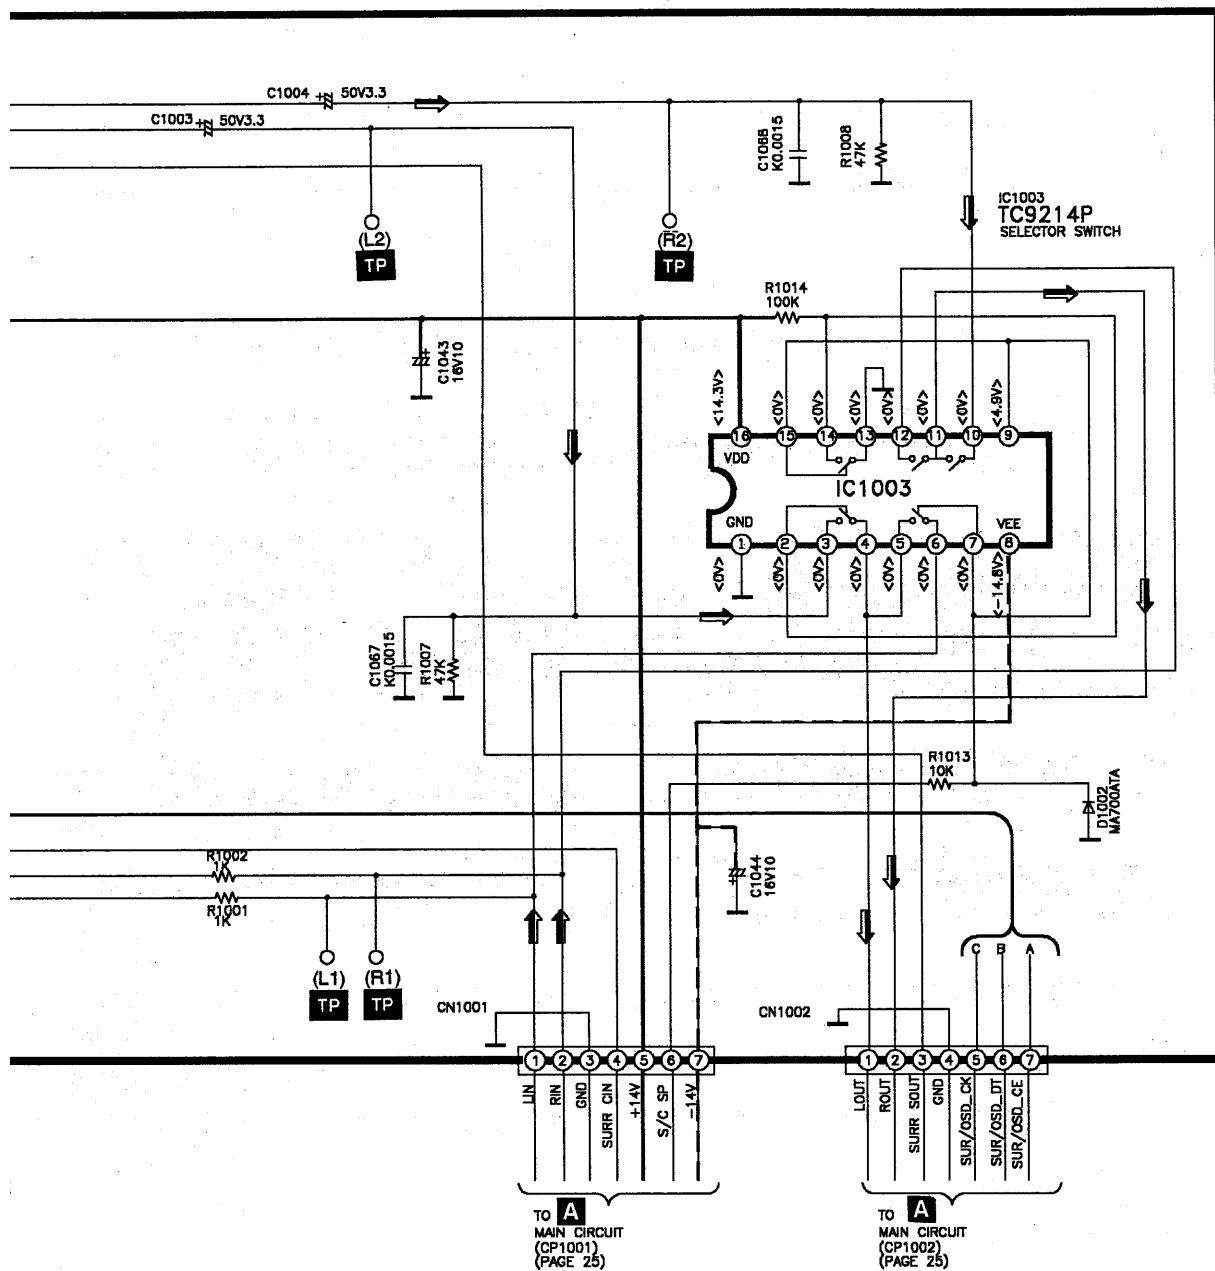 C1004 + 50V3.3
C1003 + 50V3.3
C1068
K0.0015
R1008
47K
IC1003
TC9214P
SELECTOR SWITCH
(L2)
TP
(R2)
TP
R1014
100K
C1043
16V10
+
<14.3V>
<0V>
<0V>
<0V>
<0V>
<0V>
<0V>
<4.9V>
16 15 14 13 12 11 10 9
VDD
IC1003
GND
VEE
1 2 3 4 5 6 7 8
<0V>
<0V>
<0V>
<0V>
<0V>
<0V>
<0V>
<-14.8V>
C1067
K0.0015
R1007
47K
R1013
10K
D1002
MA700ATA
R1002
1K
R1001
1K
C1044
16V10
+
(L1)
TP
(R1)
TP
C B A
CN1001
CN1002
1 2 3 4 5 6 7
1 2 3 4 5 6 7
LIN
RIN
GND
SURR CIN
+14V
S/C SP
-14V
LOUT
ROUT
SURR SOUT
GND
SUR/OSD_CK
SUR/OSD_DT
SUR/OSD_CE
TO A
MAIN CIRCUIT
(CP1001)
(PAGE 25)
TO A
MAIN CIRCUIT
(CP1002)
(PAGE 25)